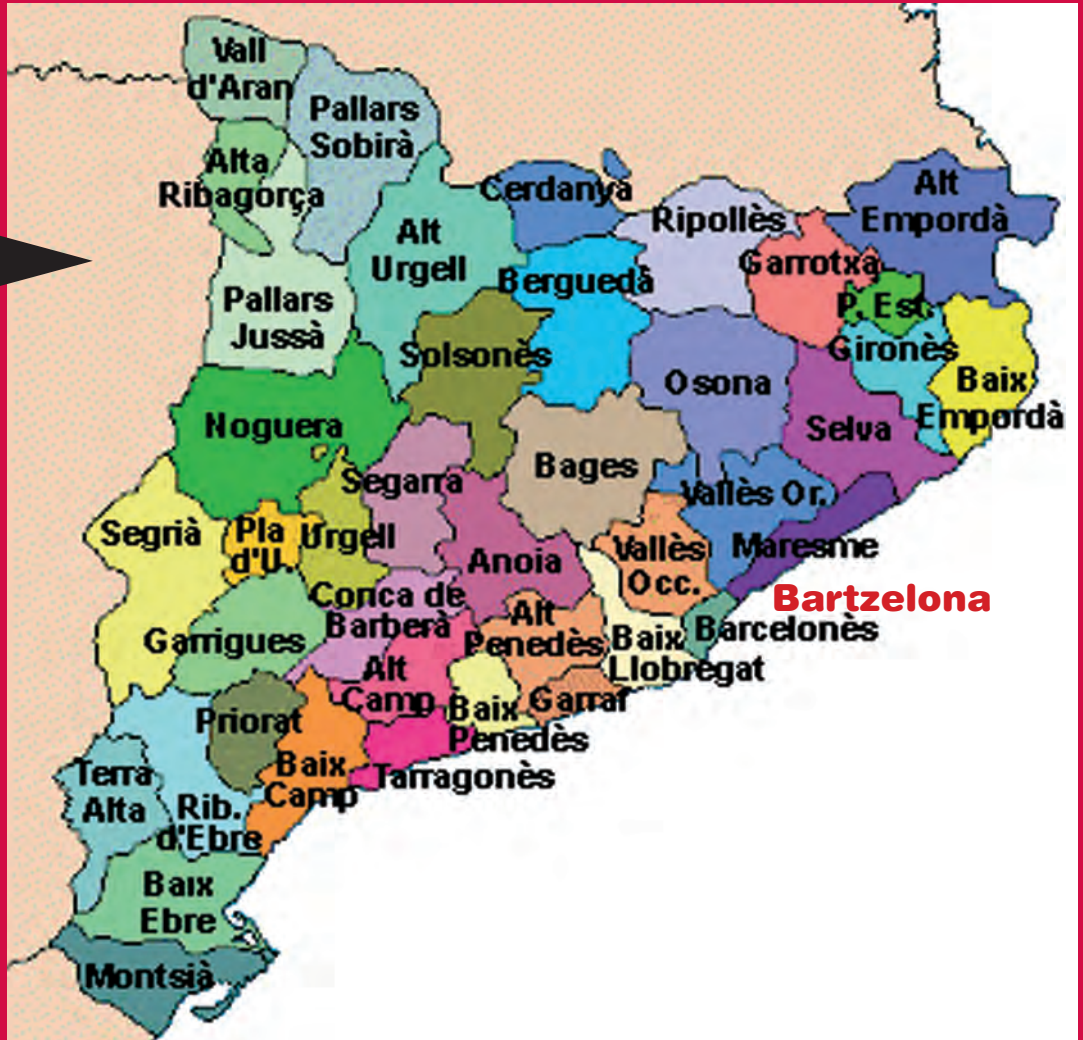 Vall
d'Aran
Pallars
Sobirà
Alta
Ribagorça
Cerdanyà
Alt
Empordà
Ripollès
Alt
Urgell
Berguedà
Garrotxa
P. Est.
Pallars
Jussà
Solsonès
Gironès
Osona
Baix
Empordà
Noguera
Selva
Bages
Segarra
Vallès Or.
Segrià
Pla
d'U
Urgell
Anoia
Vallès
Occ.
Maresme
Bartzelona
Conca de
Barberà
Alt
Penedès
Baix
Llobregat
Barcelonès
Garrigues
Alt
Camp
Baix
Penedès
Garraf
Priorat
Baix
Camp
Tarragonès
Terra
Alta
Rib.
d'Ebre
Baix
Ebre
Montsià